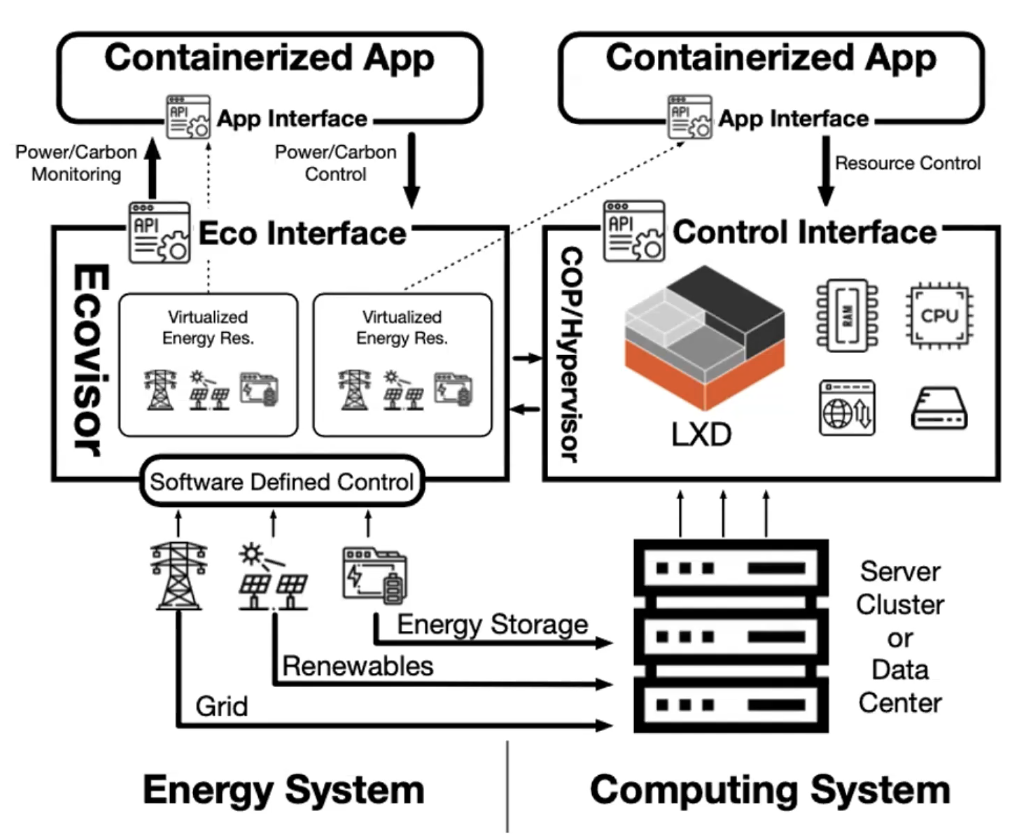 Containerized App
API
App Interface
Power/Carbon
Monitoring
Power/Carbon
Control
Containerized App
API
App Interface
Resource Control
API
Eco Interface
Ecovisor
Virtualized
Energy Res.
Virtualized
Energy Res.
Software Defined Control
API
Control Interface
COP/Hypervisor
LXD
RAM
CPU
Energy Storage
Renewables
Grid
Server
Cluster
or
Data
Center
Energy System
Computing System